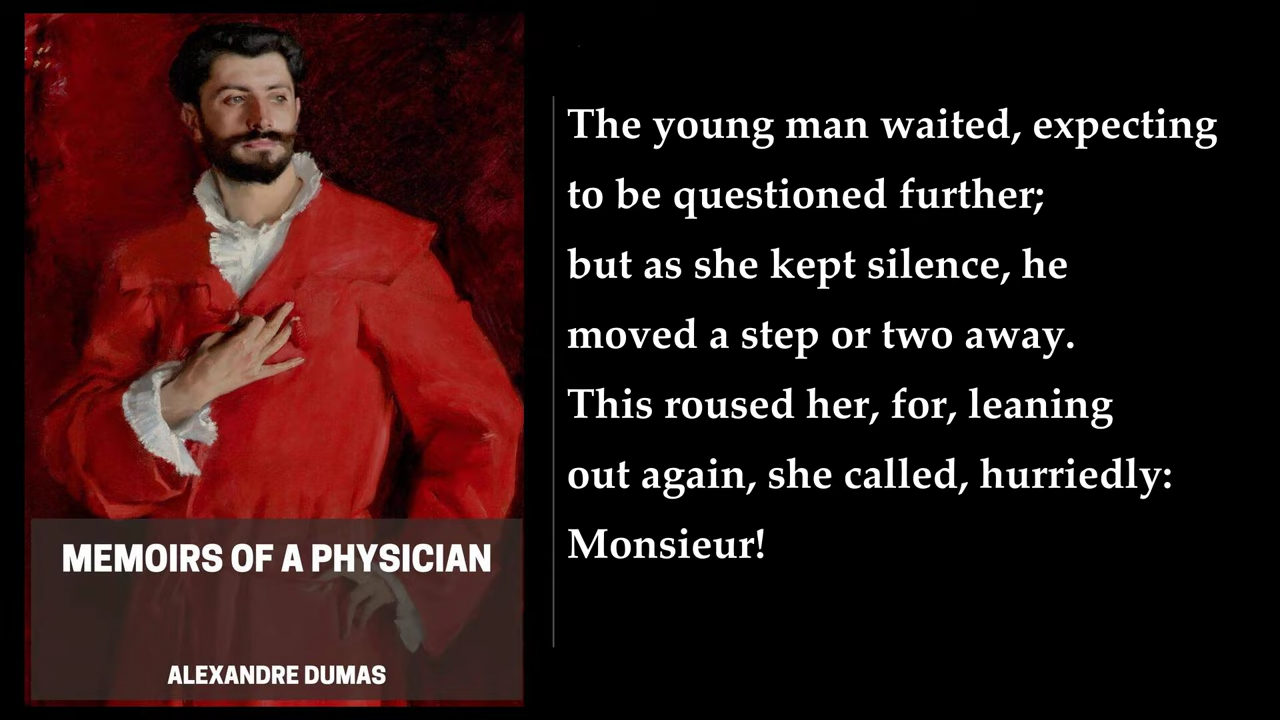 MEMOIRS OF A PHYSICIAN
ALEXANDRE DUMAS
The young man waited, expecting
to be questioned further;
but as she kept silence, he
moved a step or two away.
This roused her, for, leaning
out again, she called, hurriedly:
Monsieur!